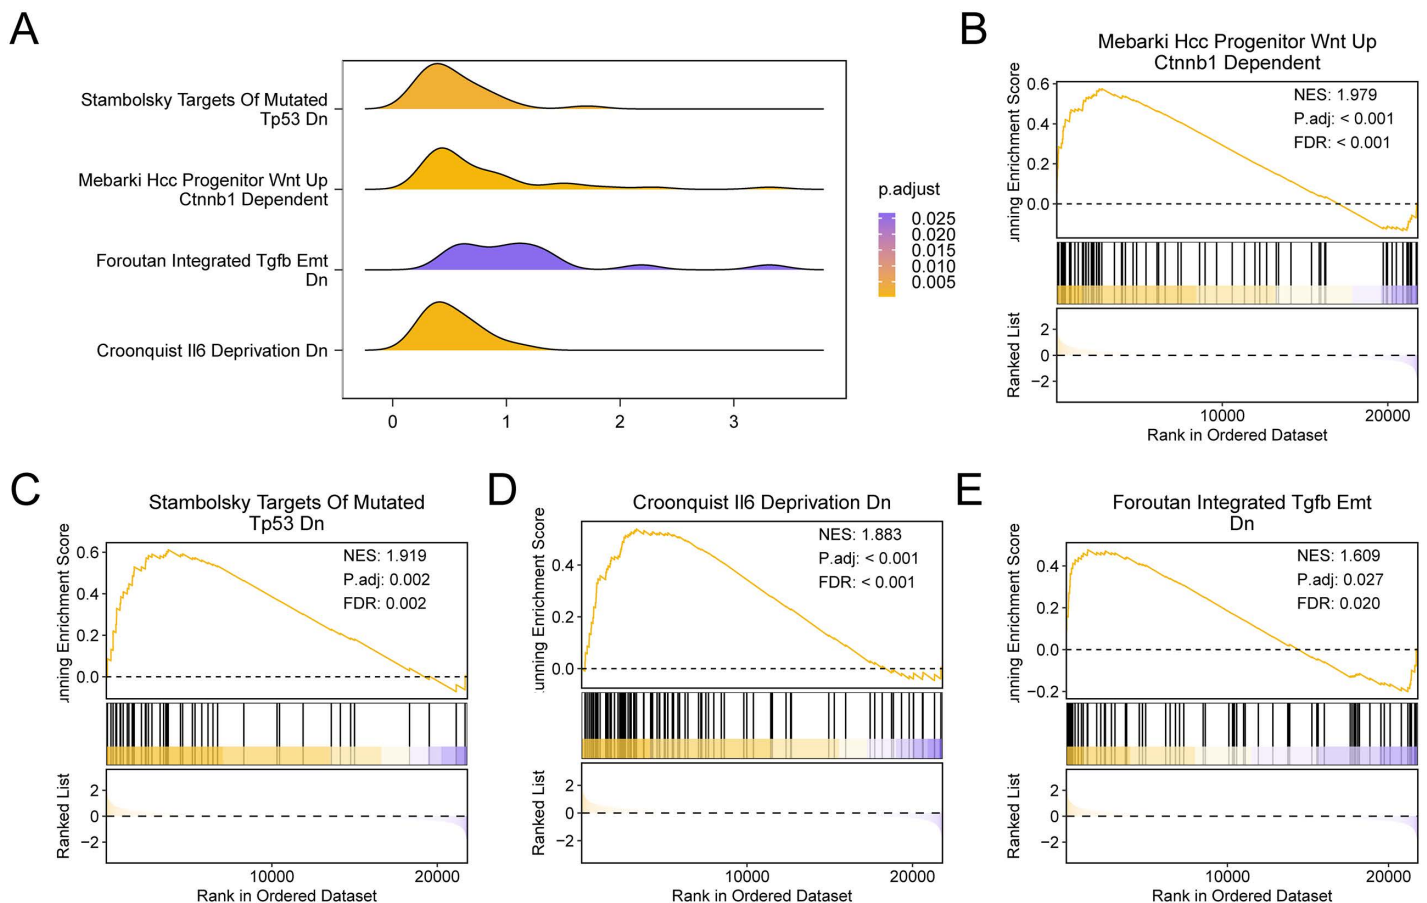 A
Stambolsky Targets Of Mutated
Tp53 Dn
Mebarki Hcc Progenitor Wnt Up
Ctnnb1 Dependent
Foroutan Integrated Tgfb Emt
Dn
Croonquist Il6 Deprivation Dn
0 1 2 3
p.adjust
0.025
0.020
0.015
0.010
0.005
B
Mebarki Hcc Progenitor Wnt Up
Ctnnb1 Dependent
NES: 1.979
P.adj: < 0.001
FDR: < 0.001
Enrichment Score
0.6
0.4
0.2
0.0
Ranked List
2
0
−2
10000 20000
Rank in Ordered Dataset
C
Stambolsky Targets Of Mutated
Tp53 Dn
NES: 1.919
P.adj: 0.002
FDR: 0.002
Enrichment Score
0.6
0.4
0.2
0.0
Ranked List
2
0
−2
10000 20000
Rank in Ordered Dataset
D
Croonquist Il6 Deprivation Dn
NES: 1.883
P.adj: < 0.001
FDR: < 0.001
Enrichment Score
0.4
0.2
0.0
Ranked List
2
0
−2
10000 20000
Rank in Ordered Dataset
E
Foroutan Integrated Tgfb Emt
Dn
NES: 1.609
P.adj: 0.027
FDR: 0.020
Enrichment Score
0.4
0.2
0.0
−0.2
Ranked List
2
0
−2
10000 20000
Rank in Ordered Dataset